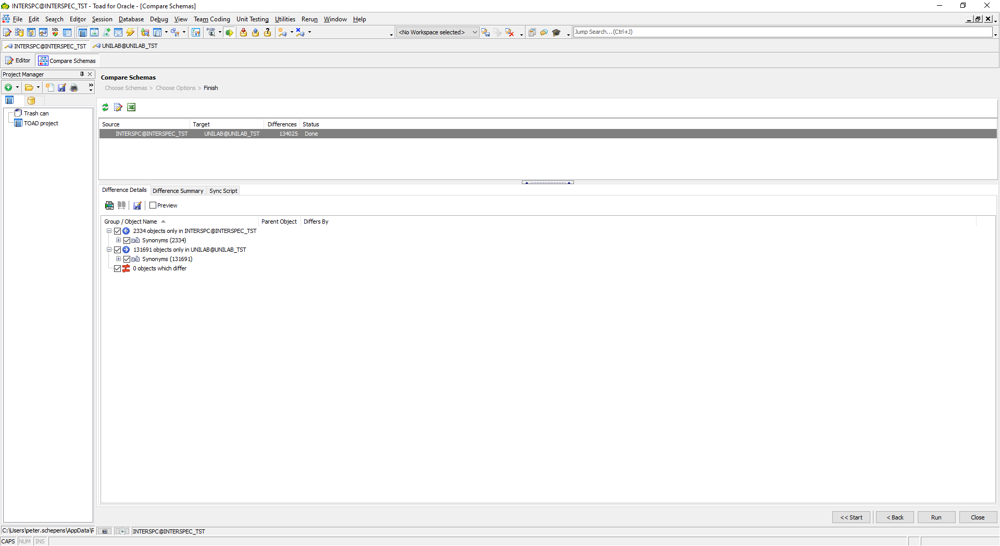 INTERSPC@INTERSPEC_TST - Toad for Oracle - [Compare Schemas]
File Edit Search Editor Session Database Debug View Team Coding Unit Testing Utilities Rerun Window Help
<No Workspace selected> Jump Search...(Ctrl+J)
INTERSPC@INTERSPEC_TST UNILAB@UNILAB_TST
Editor Compare Schemas
Project Manager
Trash can
TOAD project
Compare Schemas
Choose Schemas > Choose Options > Finish
Source Target Differences Status
INTERSPC@INTERSPEC_TST UNILAB@UNILAB_TST 134025 Done
Difference Details Difference Summary Sync Script
Preview
Group / Object Name Parent Object Differs By
2334 objects only in INTERSPC@INTERSPEC_TST
Synonyms (2334)
131691 objects only in UNILAB@UNILAB_TST
Synonyms (131691)
0 objects which differ
<< Start < Back Run Close
C:\Users\peter.schepens\AppData\R INTERSPC@INTERSPEC_TST
CAPS NUM INS